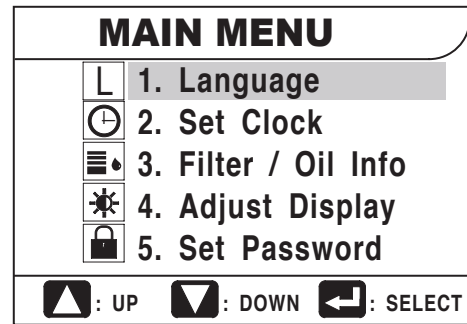 MAIN MENU
L 1. Language
2. Set Clock
3. Filter / Oil Info
4. Adjust Display
5. Set Password
: UP : DOWN : SELECT